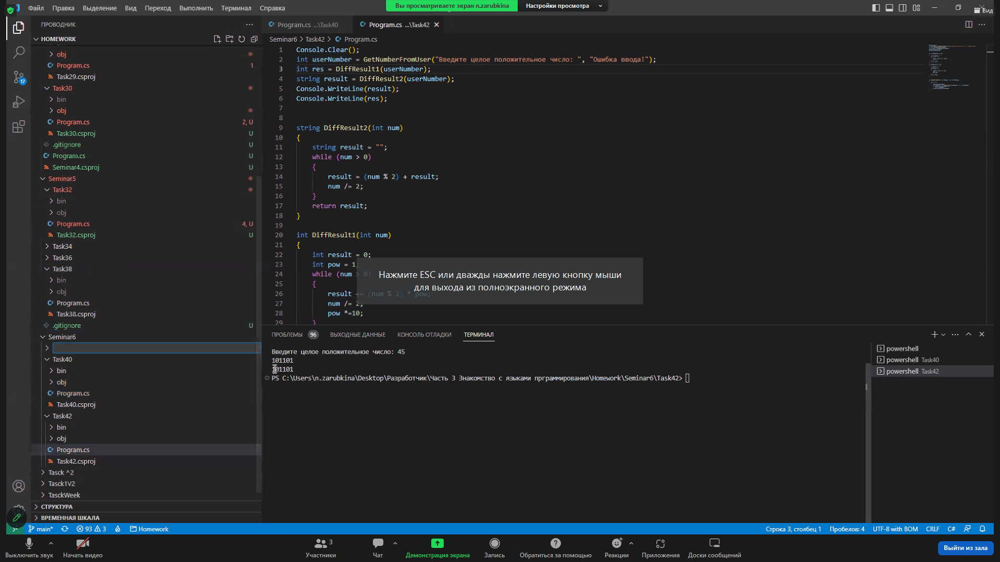 Файл Правка Выделение Вид Переход Выполнить Терминал Справка
Вы просматриваете экран n.zarubkina Настройки просмотра
Вид
ПРОВОДНИК
HOMEWORK
obj
Program.cs 1
Task29.csproj
Task30
bin
obj
Program.cs 2, U
Task30.csproj U
.gitignore U
Program.cs U
Seminar4.csproj U
Seminar5
Task32
bin
obj
Program.cs 4, U
Task32.csproj U
Task34
Task36
Task38
bin
obj
Program.cs
Task38.csproj
.gitignore U
Seminar6
Task40
bin
obj
Program.cs
Task40.csproj
Task42
bin
obj
Program.cs
Task42.csproj
Tasck ^2
Tasck1V2
TasckWeek
СТРУКТУРА
ВРЕМЕННАЯ ШКАЛА
17
Program.cs ...\Task40 Program.cs ...\Task42
Seminar6 > Task42 > Program.cs
1 Console.Clear();
2 int userNumber = GetNumberFromUser("Введите целое положительное число: ", "Ошибка ввода!");
3 int res = DiffResult1(userNumber);
4 string result = DiffResult2(userNumber);
5 Console.WriteLine(result);
6 Console.WriteLine(res);
7
8
9 string DiffResult2(int num)
10 {
11 string result = "";
12 while (num > 0)
13 {
14 result = (num % 2) + result;
15 num /= 2;
16 }
17 return result;
18 }
19
20 int DiffResult1(int num)
21 {
22 int result = 0;
23 int pow = 1;
24 while (num > 0)
25 {
26 result += (num % 2) * pow;
27 num /= 2;
28 pow *=10;
29 }
Нажмите ESC или дважды нажмите левую кнопку мыши
для выхода из полноэкранного режима
ПРОБЛЕМЫ 96 ВЫХОДНЫЕ ДАННЫЕ КОНСОЛЬ ОТЛАДКИ ТЕРМИНАЛ
Введите целое положительное число: 45
101101
101101
PS C:\Users\n.zarubkina\Desktop\Разработчик\Часть 3 Знакомство с языками прграммирования\Homework\Seminar6\Task42>
powershell
powershell Task40
powershell Task42
main* 93 3 Homework
Строка 3, столбец 1 Пробелов: 4 UTF-8 with BOM CRLF C#
Выключить звук Начать видео Участники 3 Чат Демонстрация экрана Запись Обратиться за помощью Реакции Приложения Доски сообщений Выйти из зала